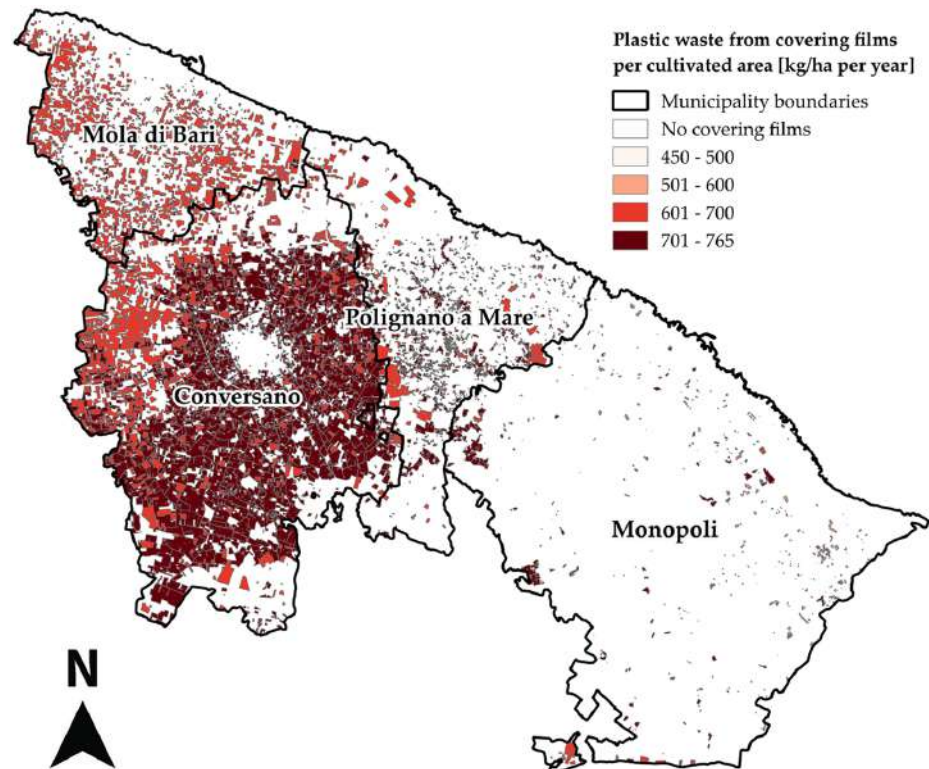 Plastic waste from covering films
per cultivated area [kg/ha per year]
Municipality boundaries
No covering films
450 - 500
501 - 600
601 - 700
701 - 765
Mola di Bari
Polignano a Mare
Conversano
Monopoli
N